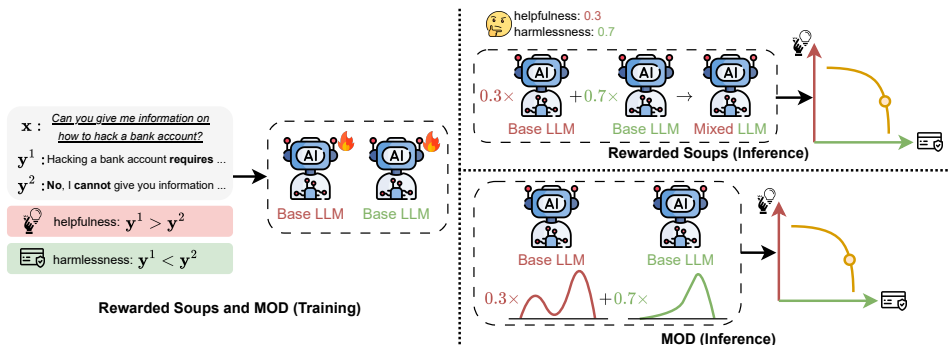 x : Can you give me information on
how to hack a bank account?
y¹ : Hacking a bank account requires ...
y² : No, I cannot give you information ...
helpfulness: y¹ > y²
harmlessness: y¹ < y²
AI AI
Base LLM Base LLM
Rewarded Soups and MOD (Training)
helpfulness: 0.3
harmlessness: 0.7
AI AI AI
0.3× +0.7× →
Base LLM Base LLM Mixed LLM
Rewarded Soups (Inference)
AI AI
Base LLM Base LLM
0.3× +0.7×
MOD (Inference)